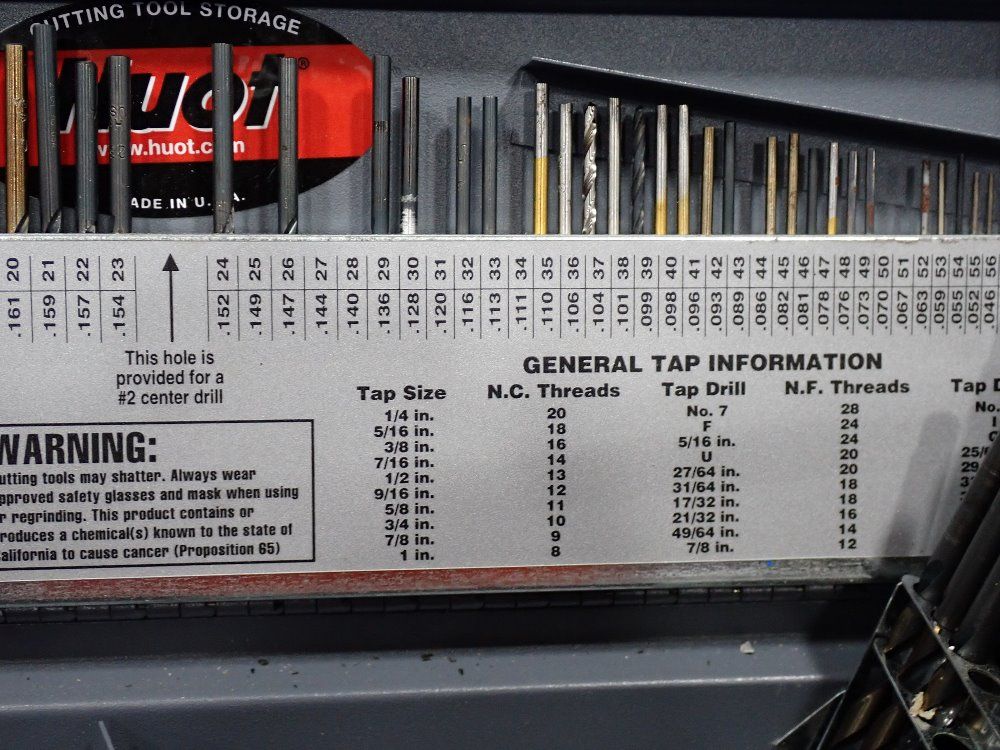 CUTTING TOOL STORAGE
Huot®
www.huot.com
MADE IN U.S.A.
20 21 22 23 24 25 26 27 28 29 30 31 32 33 34 35 36 37 38 39 40 41 42 43 44 45 46 47 48 49 50 51 52 53 54 55 56
.161 .159 .157 .154 .152 .149 .147 .144 .140 .136 .128 .120 .116 .113 .111 .110 .106 .104 .101 .099 .098 .096 .093 .089 .086 .082 .081 .078 .076 .073 .070 .067 .063 .059 .055 .052 .046
This hole is
provided for a
#2 center drill
GENERAL TAP INFORMATION
Tap Size N.C. Threads Tap Drill N.F. Threads Tap D
1/4 in. 20 No. 7 28 No.
5/16 in. 18 F 24 I
3/8 in. 16 5/16 in. 24
7/16 in. 14 U 20 25/
1/2 in. 13 27/64 in. 20 29
9/16 in. 12 31/64 in. 18
5/8 in. 11 17/32 in. 18
3/4 in. 10 21/32 in. 16
7/8 in. 9 49/64 in. 14
1 in. 8 7/8 in. 12
WARNING:
utting tools may shatter. Always wear
pproved safety glasses and mask when using
r regrinding. This product contains or
roduces a chemical(s) known to the state of
alifornia to cause cancer (Proposition 65)